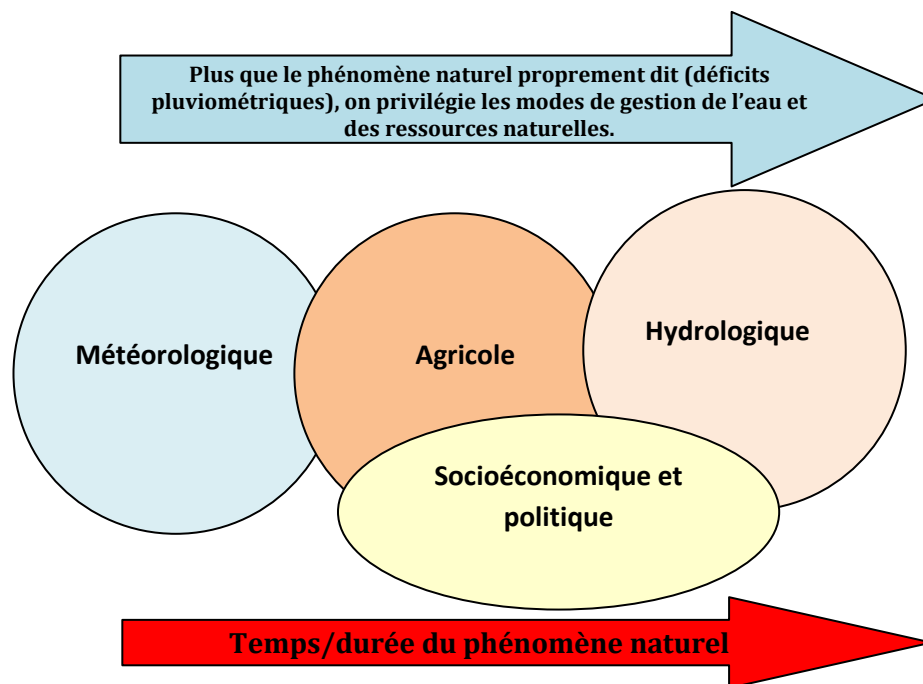 Plus que le phénomène naturel proprement dit (déficits
pluviométriques), on privilégie les modes de gestion de l'eau et
des ressources naturelles.
Météorologique
Agricole
Hydrologique
Socioéconomique et
politique
Temps/durée du phénomène naturel